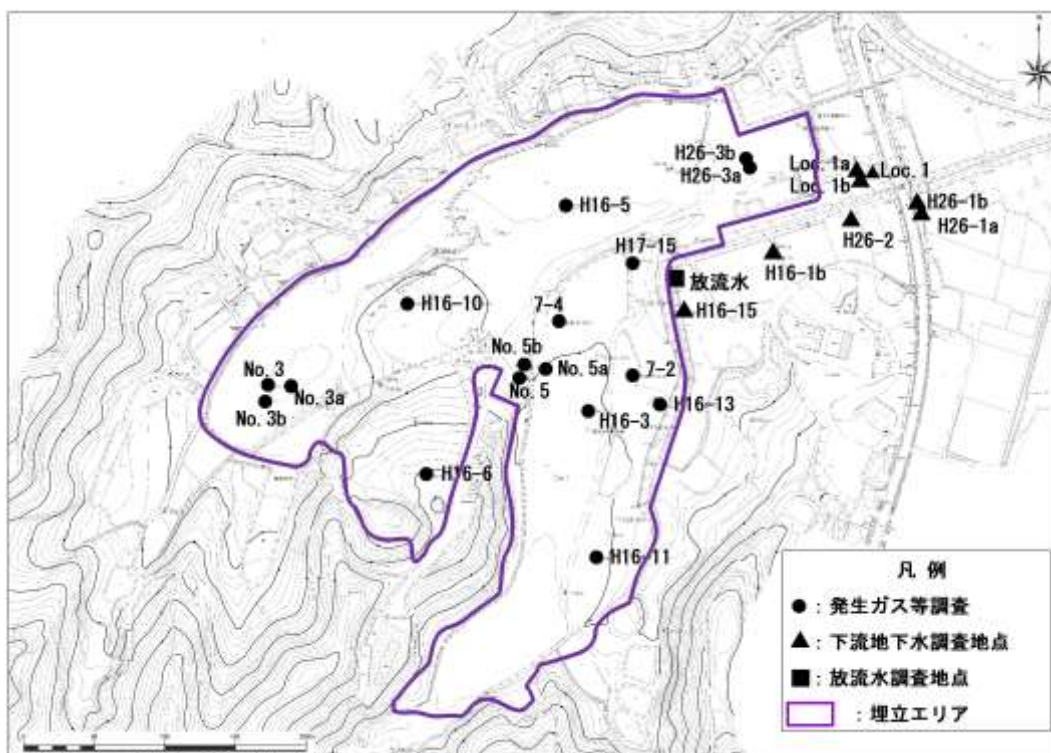 H26-3b
H26-3a
Loc.1a
Loc.1
Loc.1b
H26-1b
H26-1a
H26-2
H16-5
H17-15
H16-1b
放流水
H16-15
H16-10
7-4
No.5b
No.5a
No.5
7-2
No.3
No.3a
No.3b
H16-3
H16-13
H16-6
H16-11
凡 例
●：発生ガス等調査
▲：下流地下水調査地点
■：放流水調査地点
：埋立エリア